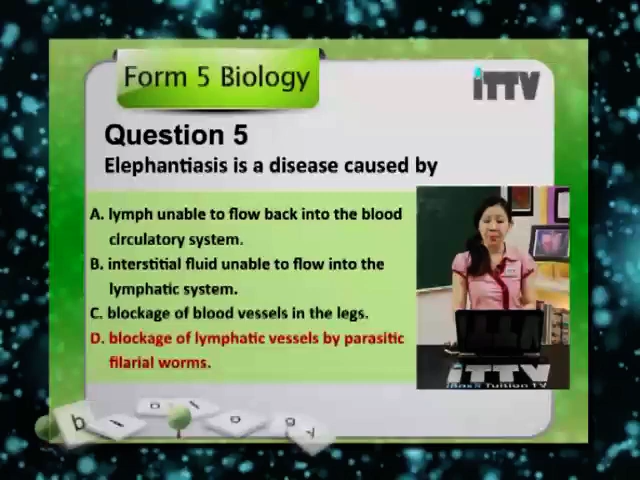 Form 5 Biology
iTTV
Question 5
Elephantiasis is a disease caused by
A. lymph unable to flow back into the blood
circulatory system.
B. interstitial fluid unable to flow into the
lymphatic system.
C. blockage of blood vessels in the legs.
D. blockage of lymphatic vessels by parasitic
filarial worms.
iTTV
Tuition TV
b i o l o g y